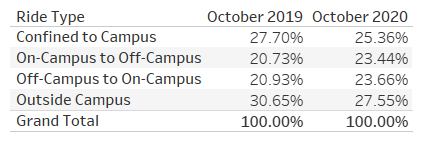 Ride Type October 2019 October 2020
Confined to Campus 27.70% 25.36%
On-Campus to Off-Campus 20.73% 23.44%
Off-Campus to On-Campus 20.93% 23.66%
Outside Campus 30.65% 27.55%
Grand Total 100.00% 100.00%